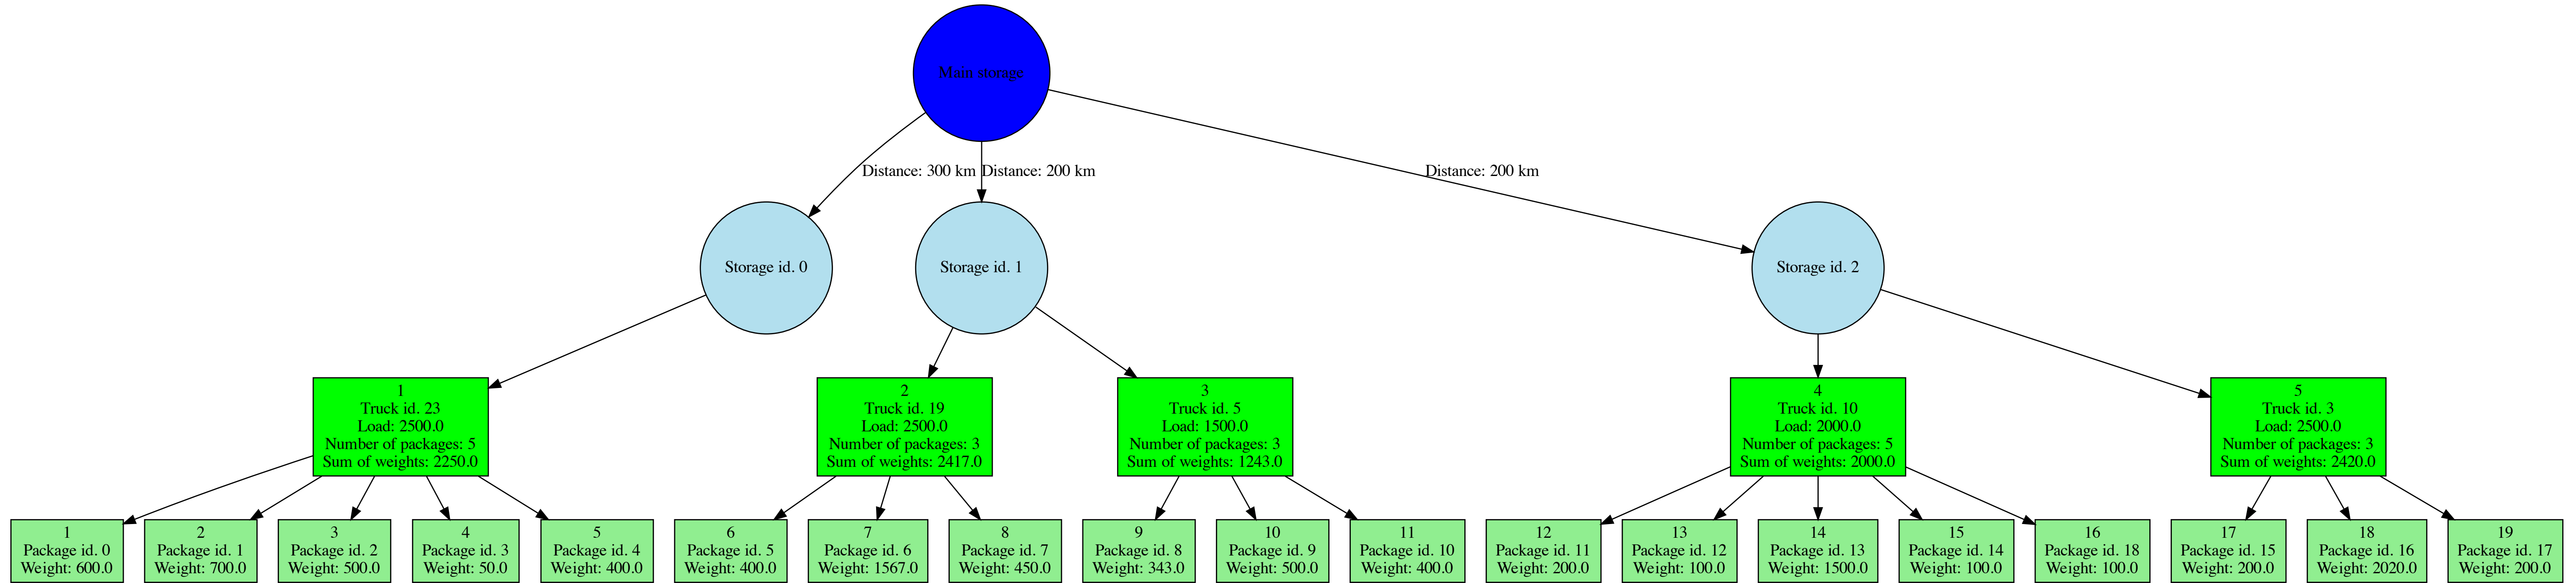 Main storage
Distance: 300 km
Distance: 200 km
Distance: 200 km
Storage id. 0
Storage id. 1
Storage id. 2
1
Truck id. 23
Load: 2500.0
Number of packages: 5
Sum of weights: 2250.0
2
Truck id. 19
Load: 2500.0
Number of packages: 3
Sum of weights: 2417.0
3
Truck id. 5
Load: 1500.0
Number of packages: 3
Sum of weights: 1243.0
4
Truck id. 10
Load: 2000.0
Number of packages: 5
Sum of weights: 2000.0
5
Truck id. 3
Load: 2500.0
Number of packages: 3
Sum of weights: 2420.0
1
Package id. 0
Weight: 600.0
2
Package id. 1
Weight: 700.0
3
Package id. 2
Weight: 500.0
4
Package id. 3
Weight: 50.0
5
Package id. 4
Weight: 400.0
6
Package id. 5
Weight: 400.0
7
Package id. 6
Weight: 1567.0
8
Package id. 7
Weight: 450.0
9
Package id. 8
Weight: 343.0
10
Package id. 9
Weight: 500.0
11
Package id. 10
Weight: 400.0
12
Package id. 11
Weight: 200.0
13
Package id. 12
Weight: 100.0
14
Package id. 13
Weight: 1500.0
15
Package id. 14
Weight: 100.0
16
Package id. 18
Weight: 100.0
17
Package id. 15
Weight: 200.0
18
Package id. 16
Weight: 2020.0
19
Package id. 17
Weight: 200.0